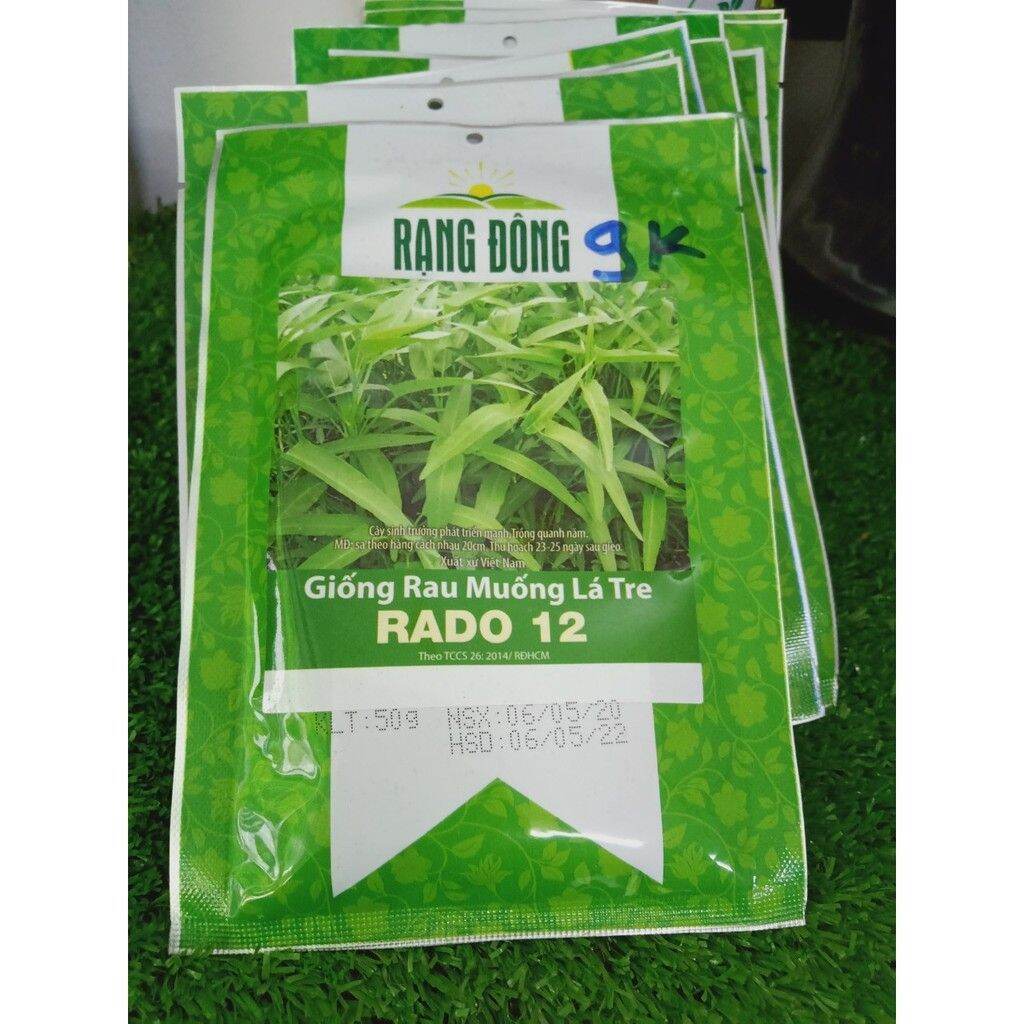 RẠNG ĐÔNG
9K
Cây sinh trưởng phát triển mạnh,Trồng quanh năm.
MĐ: sạ theo hàng cách nhau 20cm. Thu hoạch 23-25 ngày sau gieo.
Xuất xứ Việt Nam
Giống Rau Muống Lá Tre
RADO 12
Theo TCCS 26: 2014/ RĐHCM
KLT:50g NSX:06/05/20
HSD:06/05/22